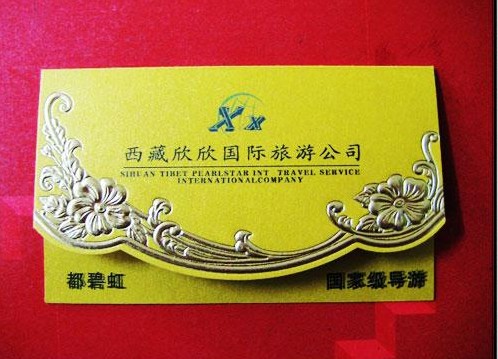 Xx
西藏欣欣国际旅游公司
SIHUAN TIBET PEARLSTAR INT TRAVEL SERVICE
INTERNATIONALCOMPANY
都碧虹 国家级导游